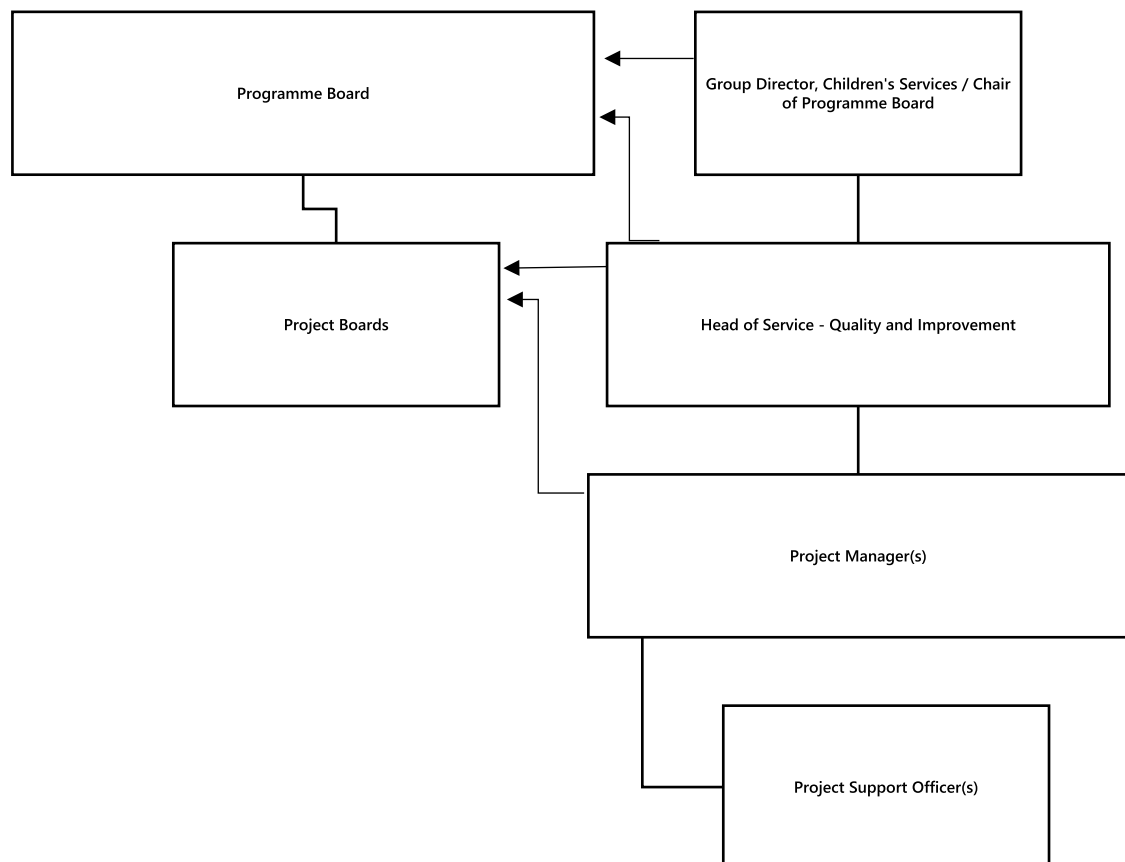 Programme Board
Group Director, Children's Services / Chair
of Programme Board
Project Boards
Head of Service - Quality and Improvement
Project Manager(s)
Project Support Officer(s)